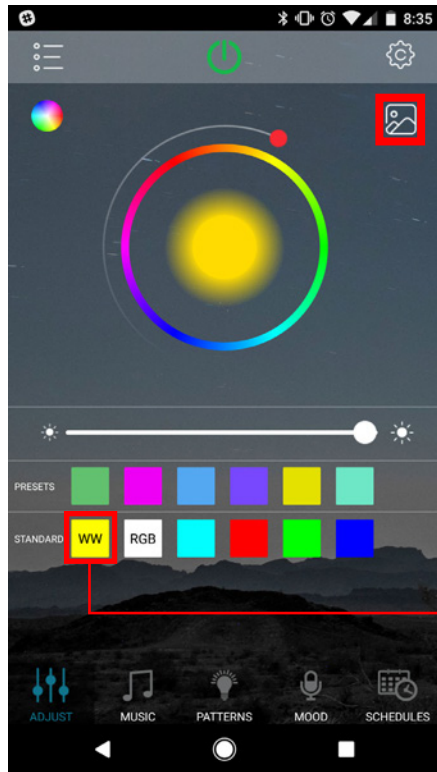 8:35
C
PRESETS
STANDARD WW RGB
ADJUST MUSIC PATTERNS MOOD SCHEDULES